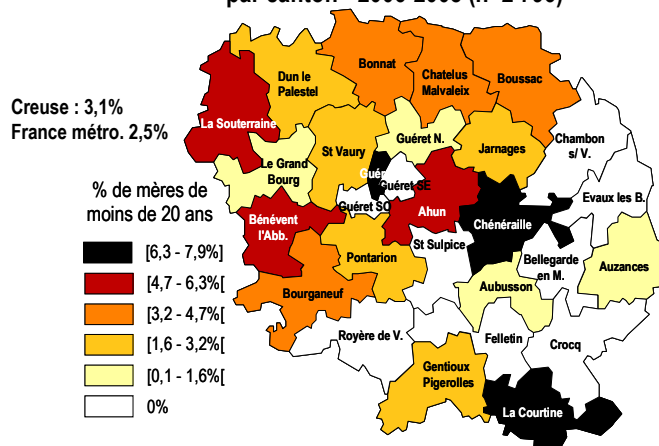 Bonnat
Dun le
Palestel
Chatelus
Malvaleix
Boussac
Creuse : 3,1%
France métro. 2,5%
La Souterraine
Guéret N.
Jarnages
Chambon
s/ V.
St Vaury
Le Grand
Bourg
Guéret SE
% de mères de
moins de 20 ans
Evaux les B.
Guéret SO
Bénévent
l'Abb.
Ahun
Chénéraille
[6,3 - 7,9%]
St Sulpice
Bellegarde
en M.
Pontarion
Auzances
[4,7 - 6,3%[
Aubusson
Bourganeuf
[3,2 - 4,7%[
Royère de V.
Felletin
Crocq
[1,6 - 3,2%[
Gentioux
Pigerolles
[0,1 - 1,6%[
La Courtine
0%